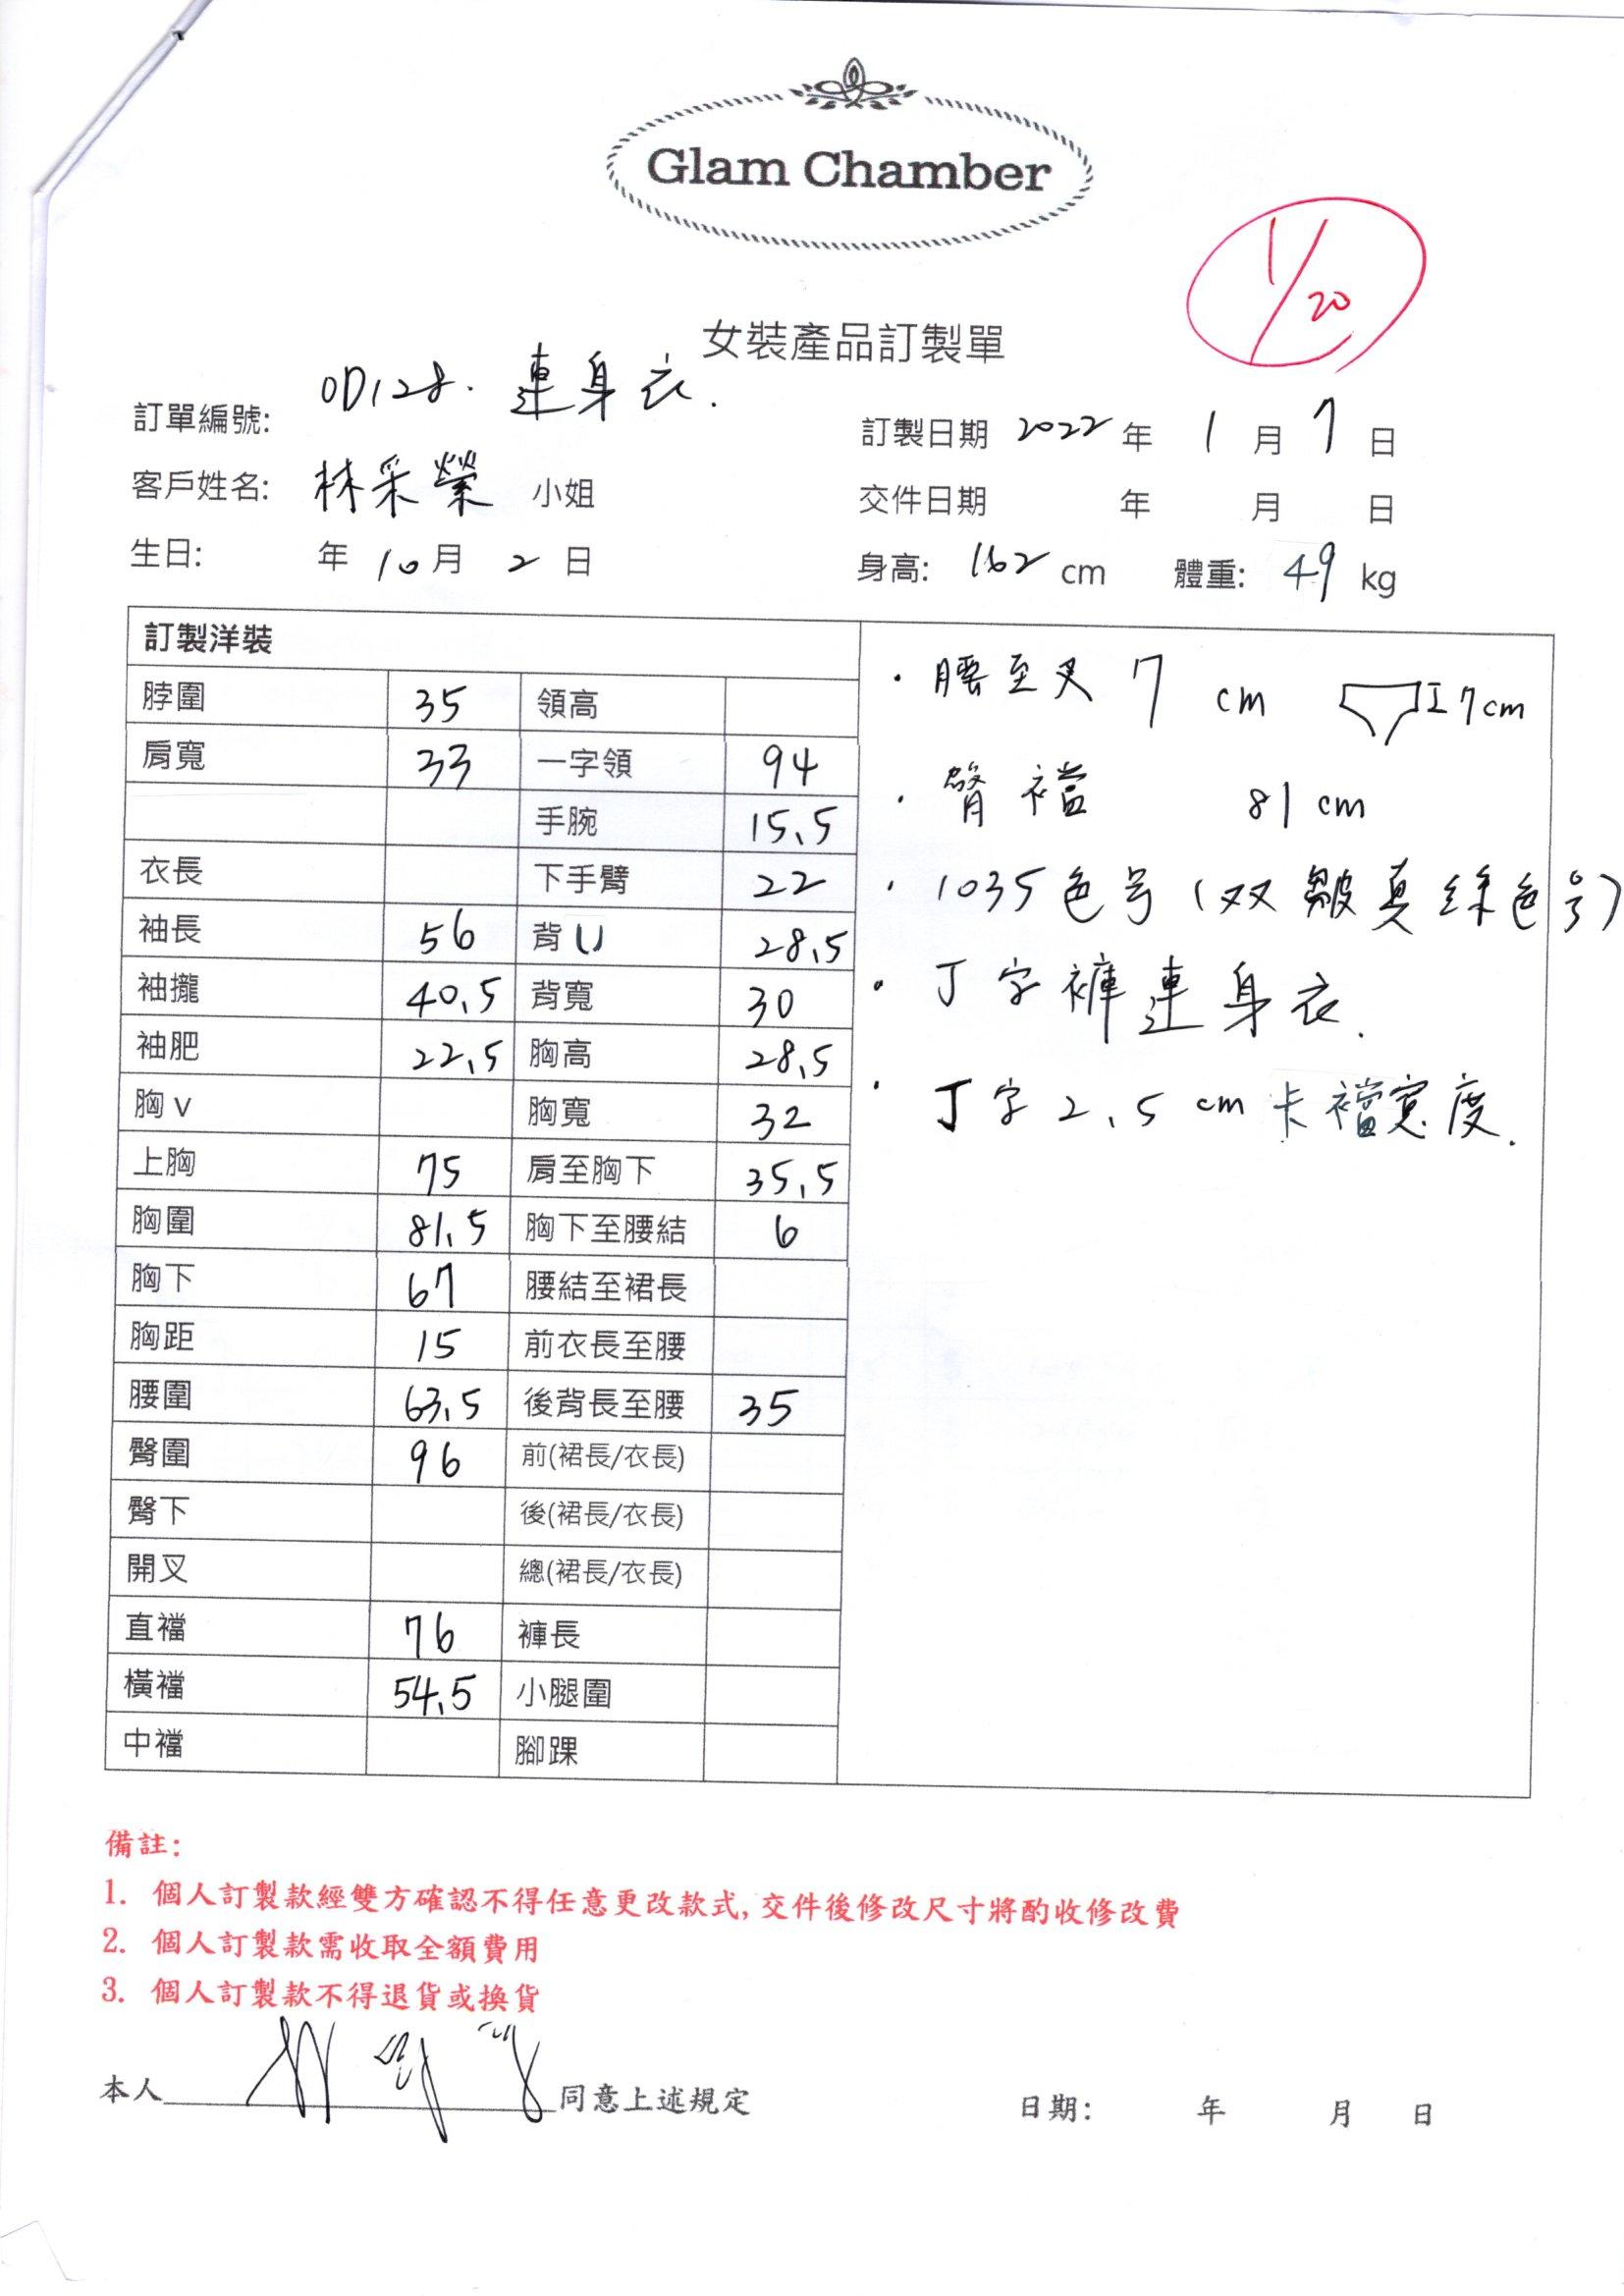 Glam Chamber
1/20
女裝產品訂製單
訂單編號: OD128. 連身衣.
訂製日期 2022 年 1 月 7 日
客戶姓名: 林采縈 小姐
交件日期 年 月 日
生日: 年 10 月 2 日
身高: 162 cm 體重: 49 kg
訂製洋裝
脖圍 35 領高
肩寬 33 一字領 94
手腕 15.5
衣長 下手臂 22
袖長 56 背U 28.5
袖攏 40.5 背寬 30
袖肥 22.5 胸高 28.5
胸v 胸寬 32
上胸 75 肩至胸下 35.5
胸圍 81.5 胸下至腰結 6
胸下 67 腰結至裙長
胸距 15 前衣長至腰
腰圍 63.5 後背長至腰 35
臀圍 96 前(裙長/衣長)
臀下 後(裙長/衣長)
開叉 總(裙長/衣長)
直襠 76 褲長
橫襠 54.5 小腿圍
中襠 腳踝
· 腰至叉 7 cm 7cm
· 臀襠 81 cm
· 1035色号(双皺真絲色号)
· 丁字褲連身衣.
· 丁字2.5cm卡襠寬度.
備註:
1. 個人訂製款經雙方確認不得任意更改款式,交件後修改尺寸將酌收修改費
2. 個人訂製款需收取全額費用
3. 個人訂製款不得退貨或換貨
本人 同意上述規定
日期: 年 月 日